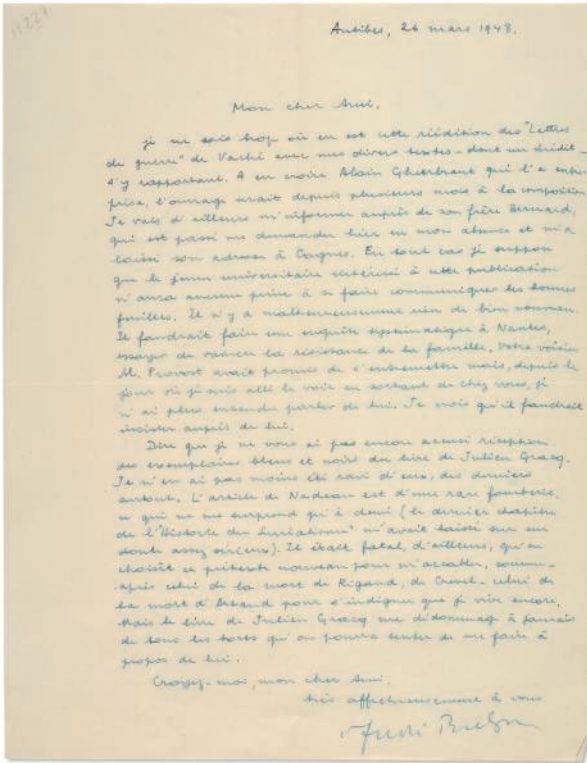 Antibes, 26 mars 1948.
Mon cher Ami,
je ne sais trop où en est cette réédition des "Lettres
de guerre" de Vaché avec mes divers textes - dont un inédit -
s'y rapportant. A en croire Alain Gheerbrant qui l'a entre-
prise, l'ouvrage serait depuis plusieurs mois à la composition
Je vais d'ailleurs m'informer auprès de son frère Bernard,
qui est passé me demander hier en mon absence et m'a
laissé son adresse à Cagnes. En tout cas je suppose
que le jeune universitaire intéressé à cette publication
n'aura aucune peine à se faire communiquer les bonnes
feuilles. Il n'y a malheureusement rien de bien nouveau.
Il faudrait faire une enquête systématique à Nantes,
essayer de vaincre la résistance de la famille. Votre voisin
M. Provost avait promis de s'entremettre mais, depuis le
jour où je suis allé le voir en sortant de chez vous, je
n'ai plus entendu parler de lui. Je crois qu'il faudrait
insister auprès de lui.
Dire que je ne vous ai pas encore accusé réception
des exemplaires bleus et noirs du livre de Julien Gracq.
Je n'en ai pas moins été ravi d'eux, des derniers
surtout. L'article de Nadeau est d'une rare fourberie,
ce qui ne me surprend qu'à demi (le dernier chapitre
de l'"Histoire du Surréalisme" m'avait laissé sur un
doute assez sérieux). Il était fatal, d'ailleurs, qu'on
choisît ce prétexte nouveau pour m'accabler, comme
après celui de la mort de Rigaud, de Crevel - celui de
la mort d'Artaud pour s'indigner que je vive encore.
Mais le livre de Julien Gracq me dédommage à jamais
de tous les torts qu'on pourra tenter de me faire à
propos de lui.
Croyez-moi, mon cher Ami,
très affectueusement à vous
André Breton